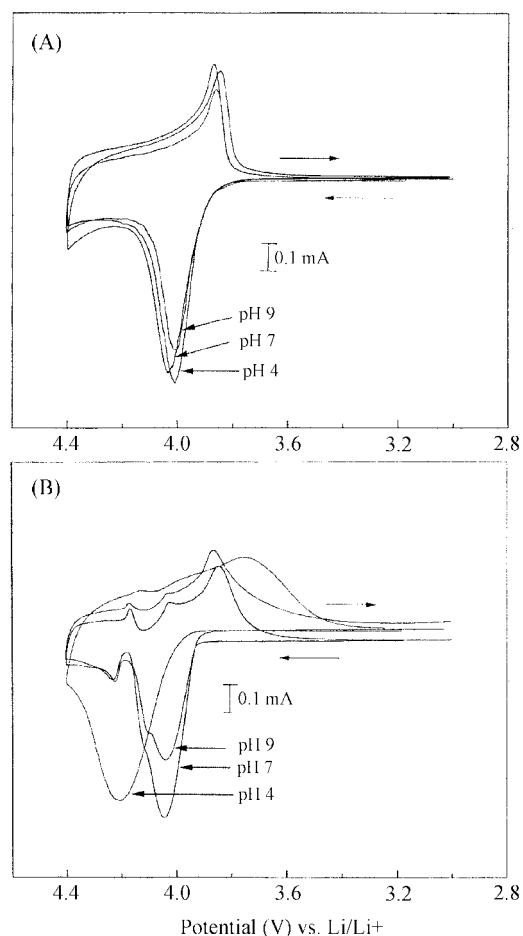 (A)
0.1 mA
pH 9
pH 7
pH 4
4.4 4.0 3.6 3.2 2.8
(B)
0.1 mA
pH 9
pH 7
pH 4
4.4 4.0 3.6 3.2 2.8
Potential (V) vs. Li/Li+